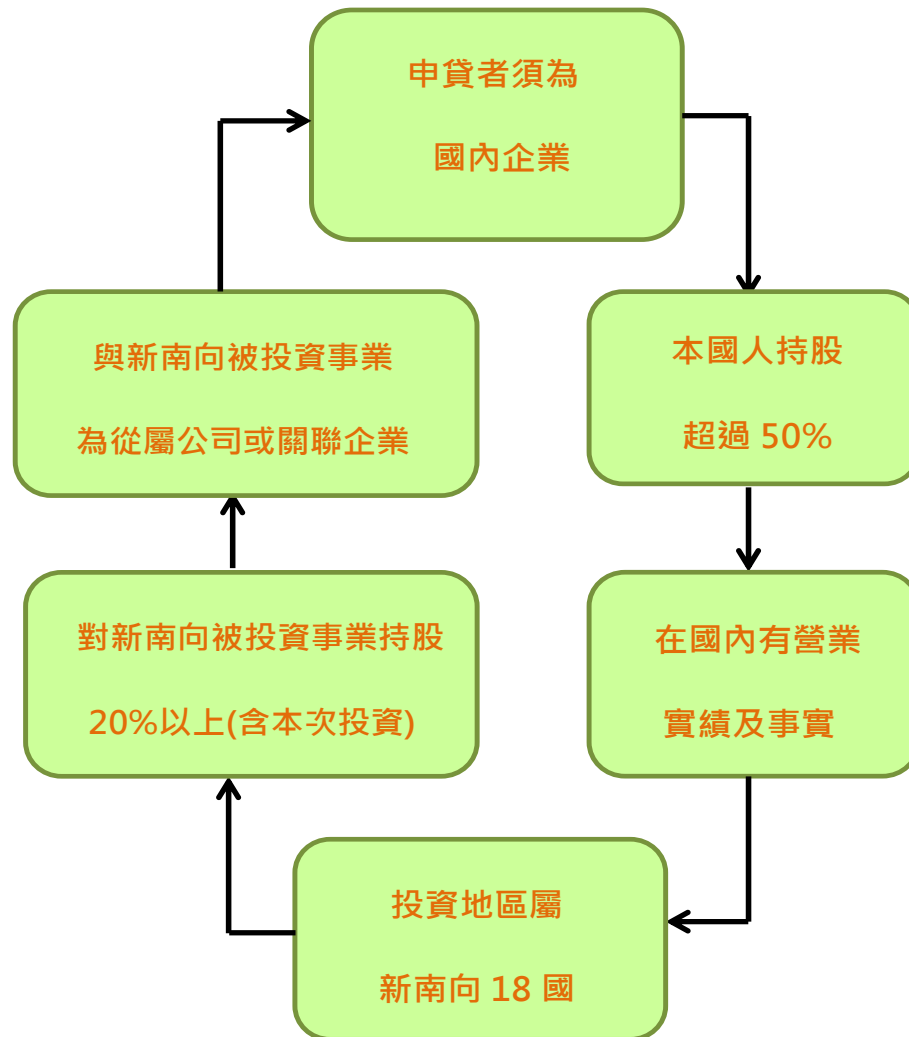 申貸者須為
國內企業
本國人持股
超過 50%
在國內有營業
實績及事實
投資地區屬
新南向 18 國
對新南向被投資事業持股
20%以上(含本次投資)
與新南向被投資事業
為從屬公司或關聯企業